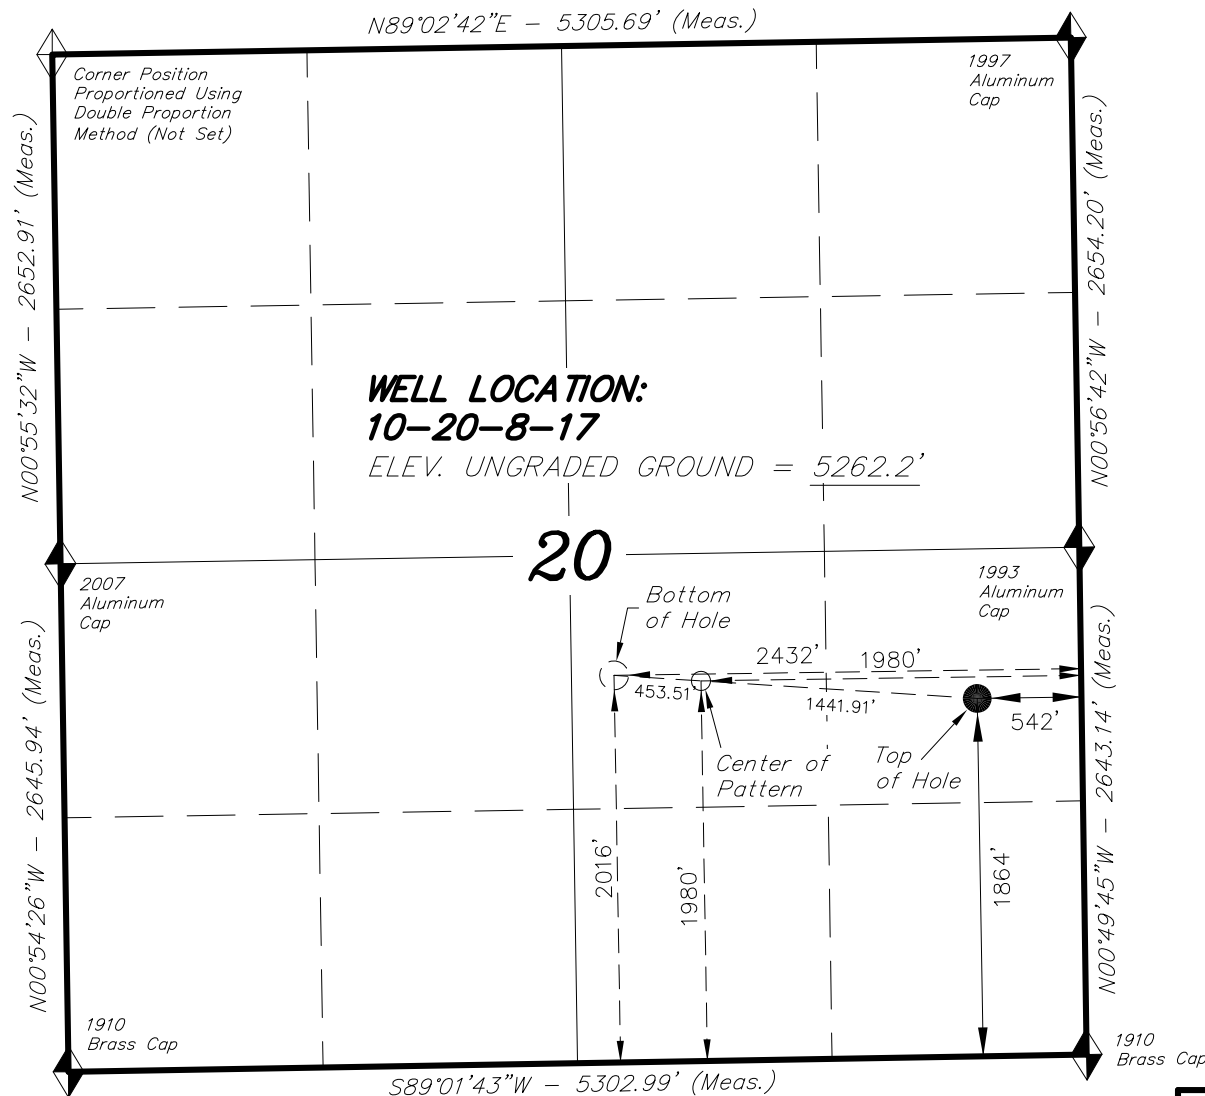 N89°02'42"E - 5305.69' (Meas.)
Corner Position
Proportioned Using
Double Proportion
Method (Not Set)
1997
Aluminum
Cap
N00°55'32"W - 2652.91' (Meas.)
N00°56'42"W - 2654.20' (Meas.)
WELL LOCATION:
10-20-8-17
ELEV. UNGRADED GROUND = 5262.2'
20
2007
Aluminum
Cap
1993
Aluminum
Cap
Bottom
of Hole
2432'
1980'
453.51'
1441.91'
542'
Center of
Pattern
Top
of Hole
2016'
1980'
1864'
N00°54'26"W - 2645.94' (Meas.)
N00°49'45"W - 2643.14' (Meas.)
1910
Brass Cap
1910
Brass Cap
S89°01'43"W - 5302.99' (Meas.)